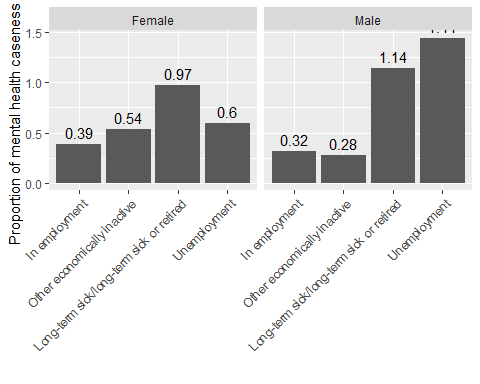 Female
Male
Proportion of mental health caseness
1.5
1.0
0.5
0.0
0.39
0.54
0.97
0.6
0.32
0.28
1.14
In employment
Other economically inactive
Long-term sick/long-term sick or retired
Unemployment
In employment
Other economically inactive
Long-term sick/long-term sick or retired
Unemployment